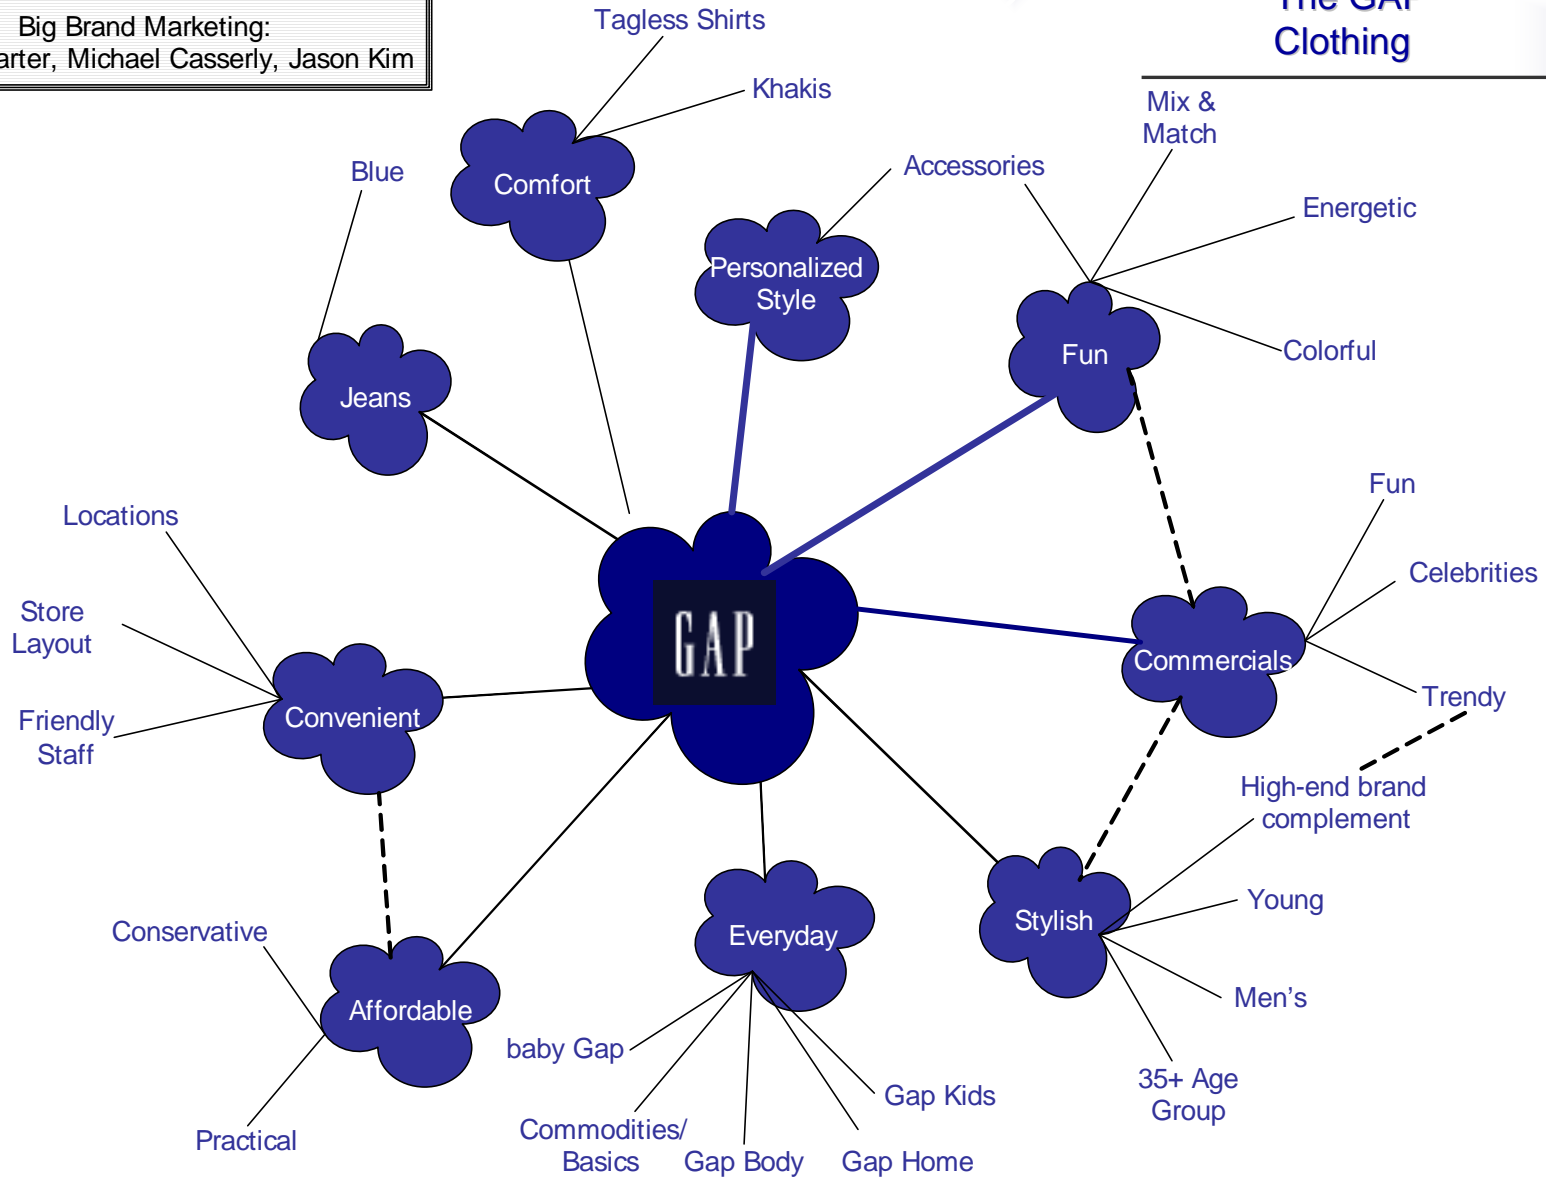 Big Brand Marketing:
Michael Casserly, Jason Kim
The GAP
Clothing
Tagless Shirts
Khakis
Comfort
Blue
Jeans
Accessories
Personalized
Style
Mix &
Match
Energetic
Colorful
Fun
Fun
Celebrities
Trendy
Commercials
GAP
Locations
Store
Layout
Friendly
Staff
Convenient
High-end brand
complement
Young
Men's
35+ Age
Group
Stylish
Everyday
baby Gap
Commodities/
Basics
Gap Body
Gap Home
Gap Kids
Conservative
Affordable
Practical